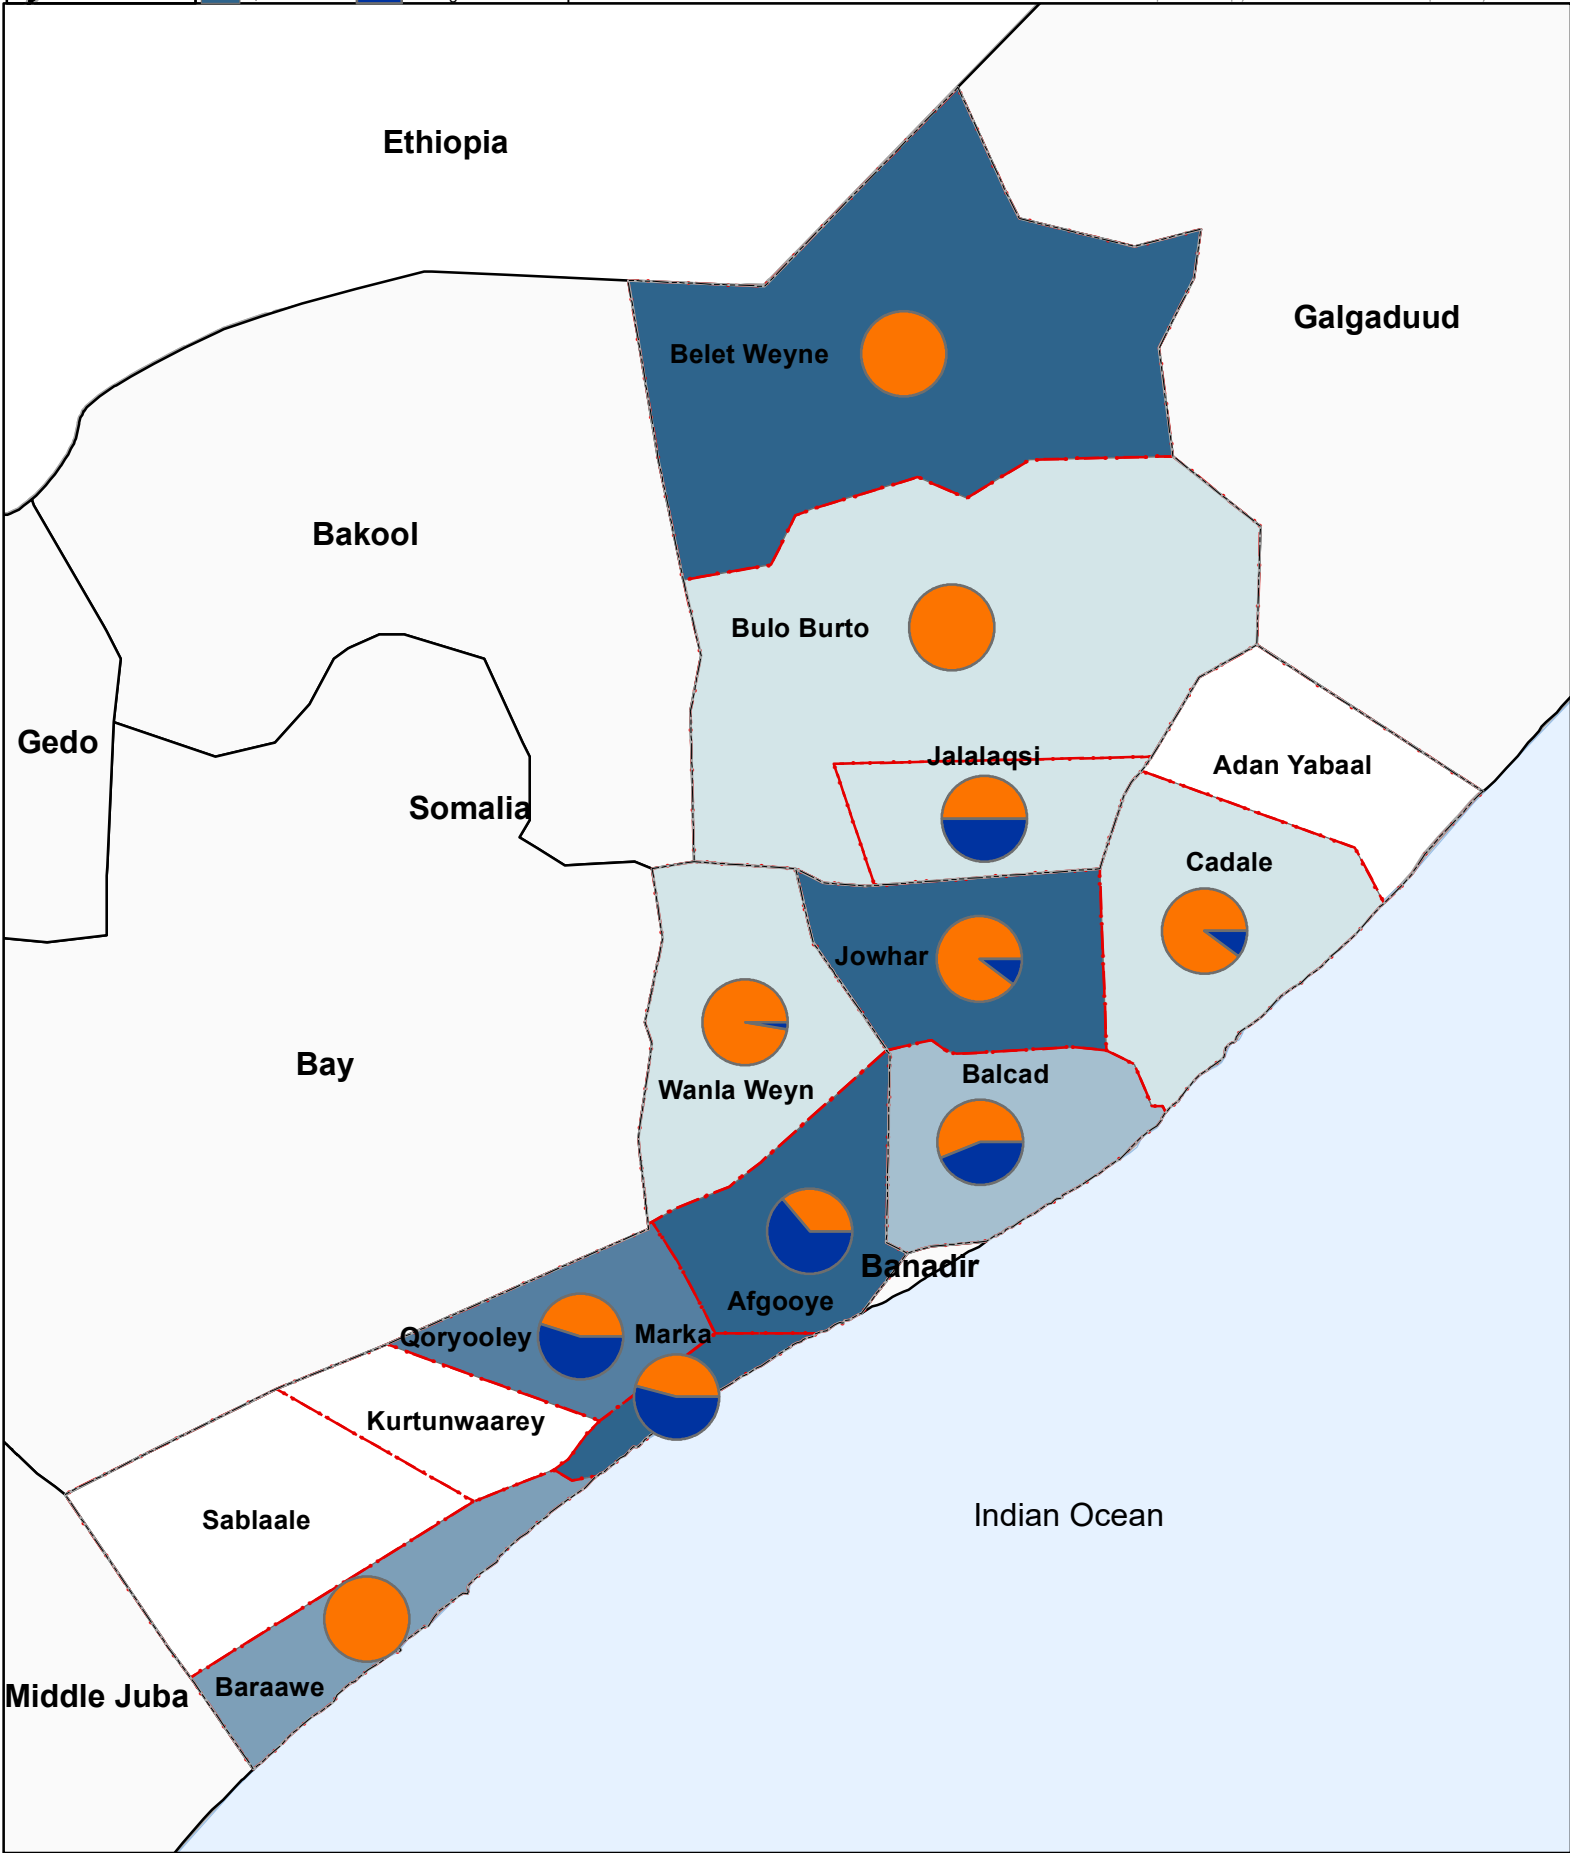 Ethiopia
Galgaduud
Belet Weyne
Bakool
Bulo Burto
Gedo
Jalalaqsi
Adan Yabaal
Somalia
Cadale
Jowhar
Bay
Balcad
Wanla Weyn
Banadir
Afgooye
Marka
Qoryooley
Kurtunwaarey
Indian Ocean
Sablaale
Baraawe
Middle Juba